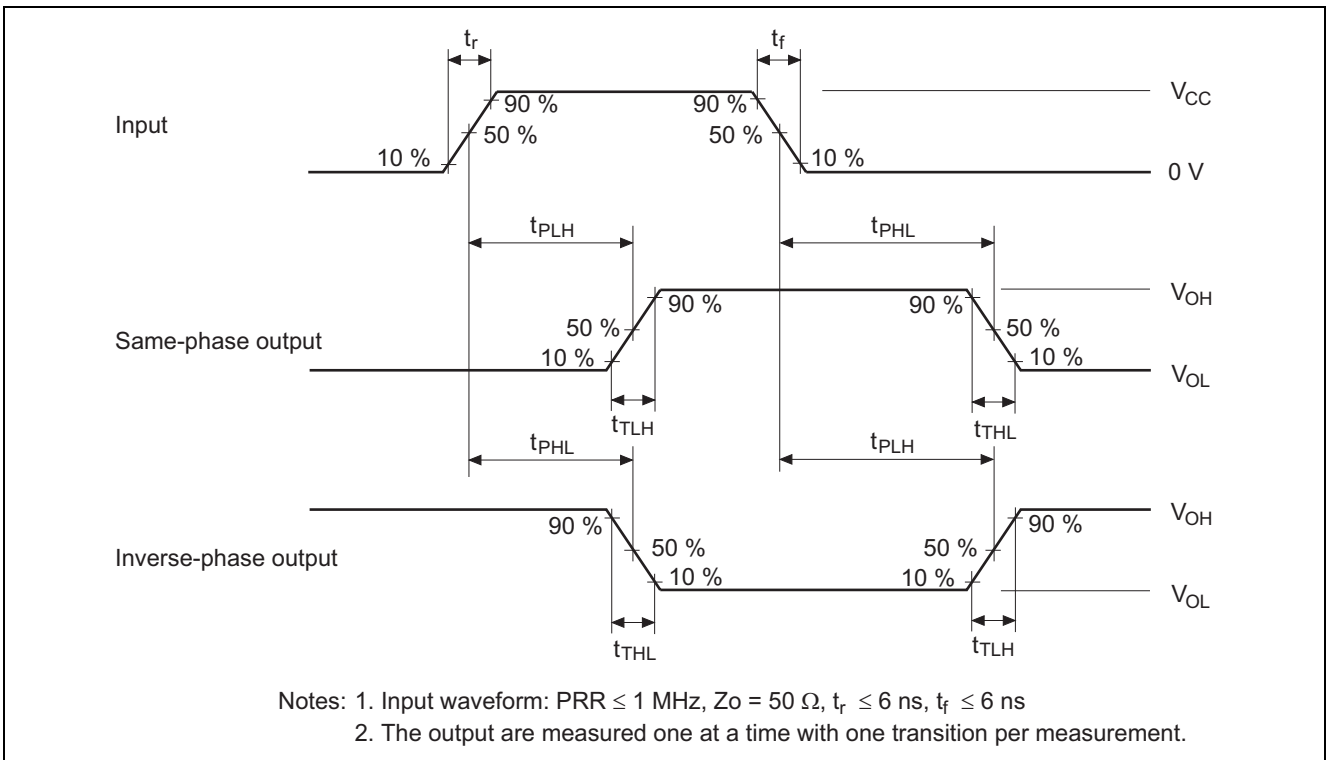 tr
tf
90 %
90 %
VCC
Input
50 %
50 %
10 %
10 %
0 V
tPLH
tPHL
90 %
90 %
VOH
Same-phase output
50 %
50 %
10 %
10 %
VOL
tTLH
tTHL
tPHL
tPLH
90 %
90 %
VOH
Inverse-phase output
50 %
50 %
10 %
10 %
VOL
tTHL
tTLH
Notes: 1. Input waveform: PRR ≤ 1 MHz, Zo = 50 Ω, tr ≤ 6 ns, tf ≤ 6 ns
2. The output are measured one at a time with one transition per measurement.